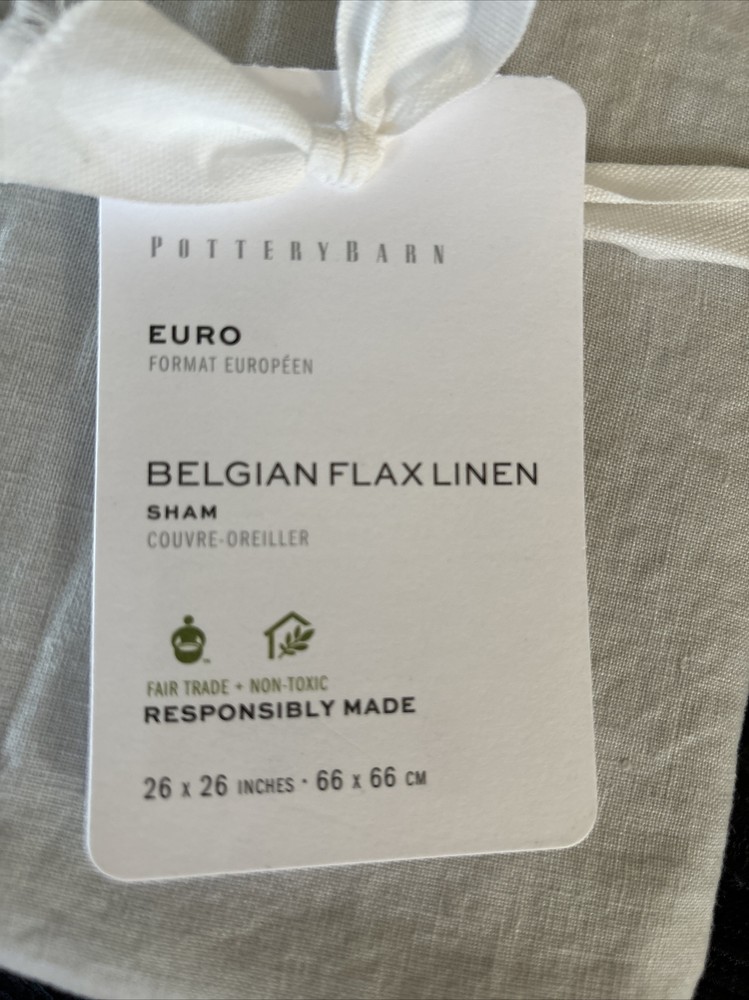 POTTERYBARN
EURO
FORMAT EUROPÉEN
BELGIAN FLAX LINEN
SHAM
COUVRE-OREILLER
FAIR TRADE + NON-TOXIC
RESPONSIBLY MADE
26 x 26 INCHES · 66 x 66 CM